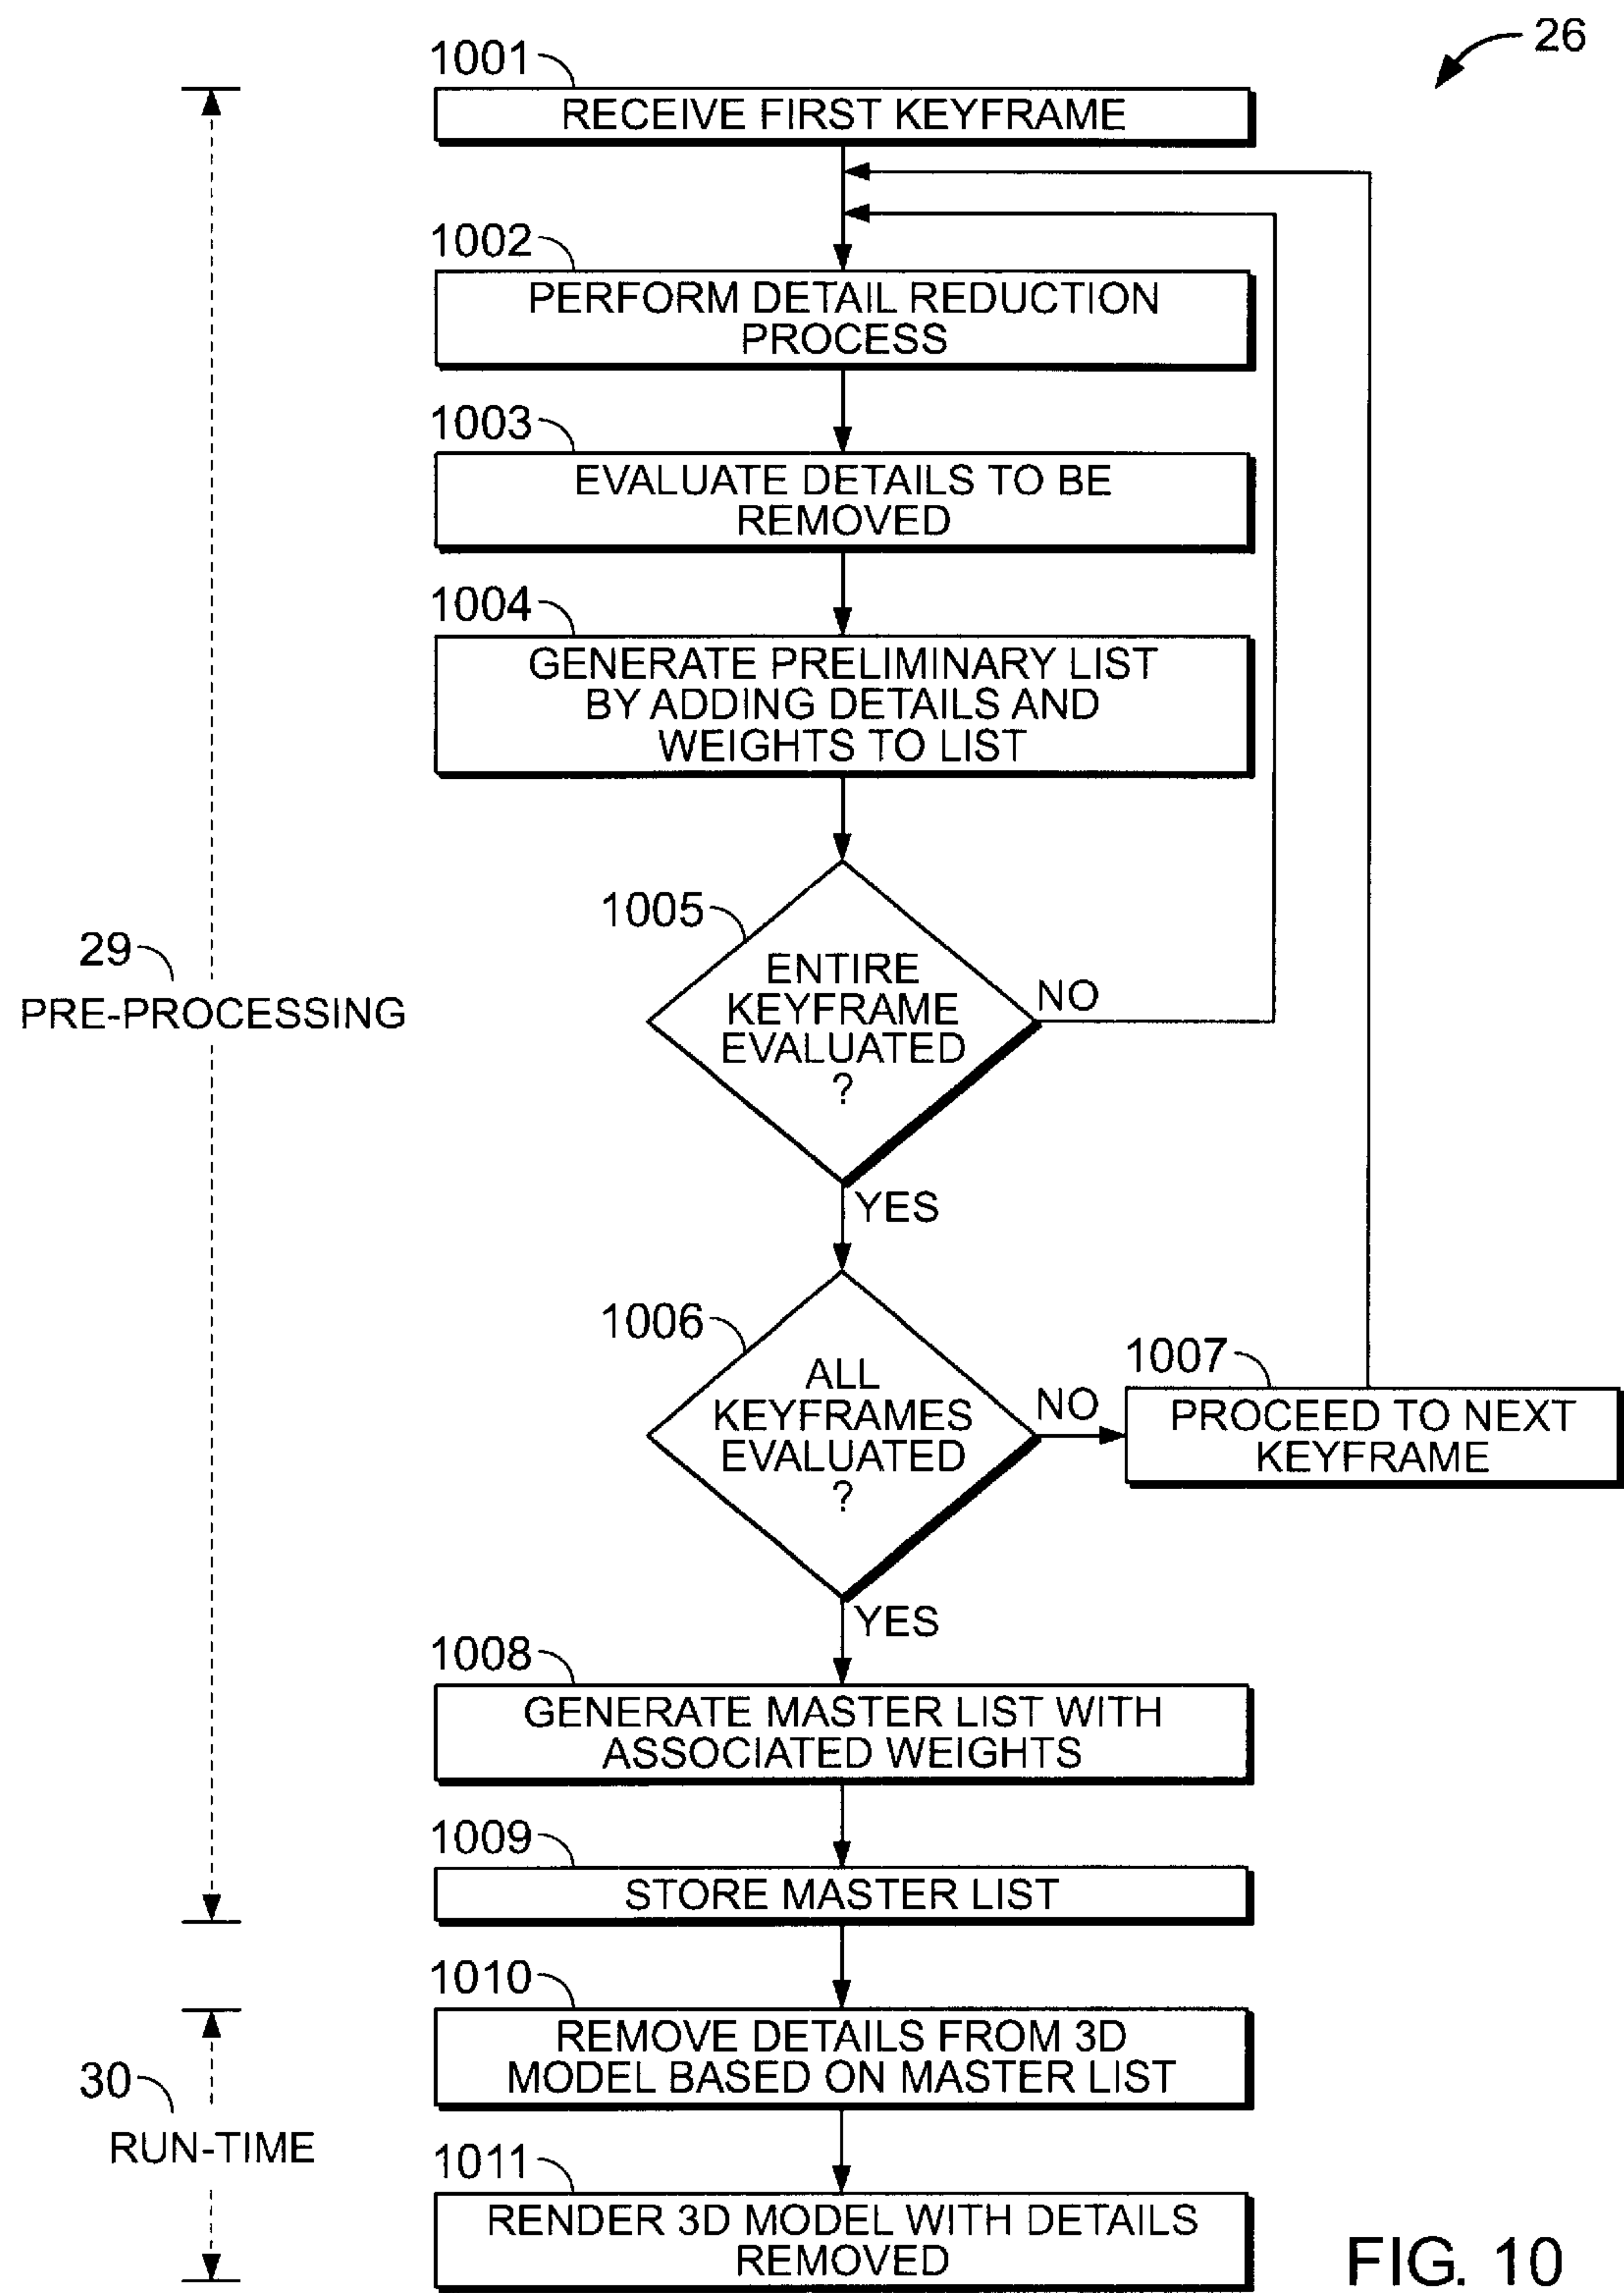 26
1001
RECEIVE FIRST KEYFRAME
1002
PERFORM DETAIL REDUCTION
PROCESS
1003
EVALUATE DETAILS TO BE
REMOVED
1004
GENERATE PRELIMINARY LIST
BY ADDING DETAILS AND
WEIGHTS TO LIST
1005
ENTIRE
KEYFRAME
EVALUATED
?
NO
YES
29
PRE-PROCESSING
1006
ALL
KEYFRAMES
EVALUATED
?
NO
YES
1007
PROCEED TO NEXT
KEYFRAME
1008
GENERATE MASTER LIST WITH
ASSOCIATED WEIGHTS
1009
STORE MASTER LIST
1010
REMOVE DETAILS FROM 3D
MODEL BASED ON MASTER LIST
30
RUN-TIME
1011
RENDER 3D MODEL WITH DETAILS
REMOVED
FIG. 10